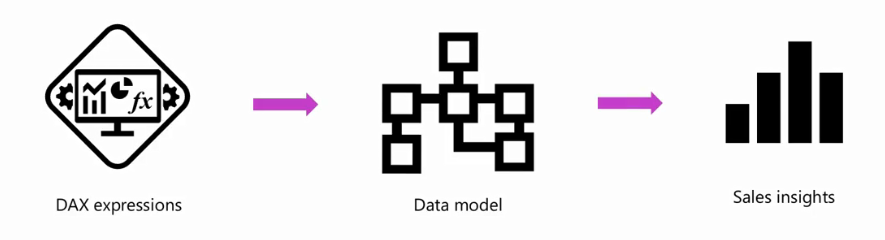 fx
DAX expressions
Data model
Sales insights